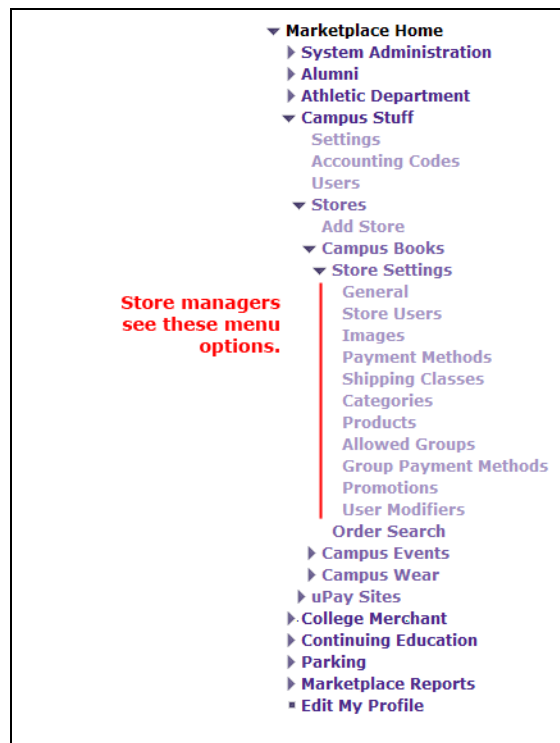 Marketplace Home
System Administration
Alumni
Athletic Department
Campus Stuff
Settings
Accounting Codes
Users
Stores
Add Store
Campus Books
Store Settings
General
Store Users
Images
Payment Methods
Shipping Classes
Categories
Products
Allowed Groups
Group Payment Methods
Promotions
User Modifiers
Order Search
Campus Events
Campus Wear
uPay Sites
College Merchant
Continuing Education
Parking
Marketplace Reports
Edit My Profile
Store managers
see these menu
options.